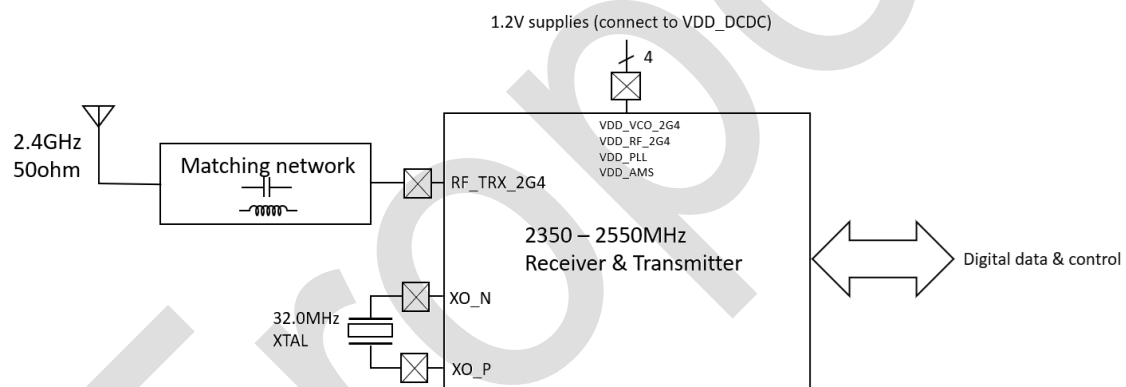 1.2V supplies (connect to VDD_DCDC)
4
VDD_VCO_2G4
VDD_RF_2G4
VDD_PLL
VDD_AMS
2.4GHz
50ohm
Matching network
RF_TRX_2G4
2350 – 2550MHz
Receiver & Transmitter
Digital data & control
XO_N
32.0MHz
XTAL
XO_P